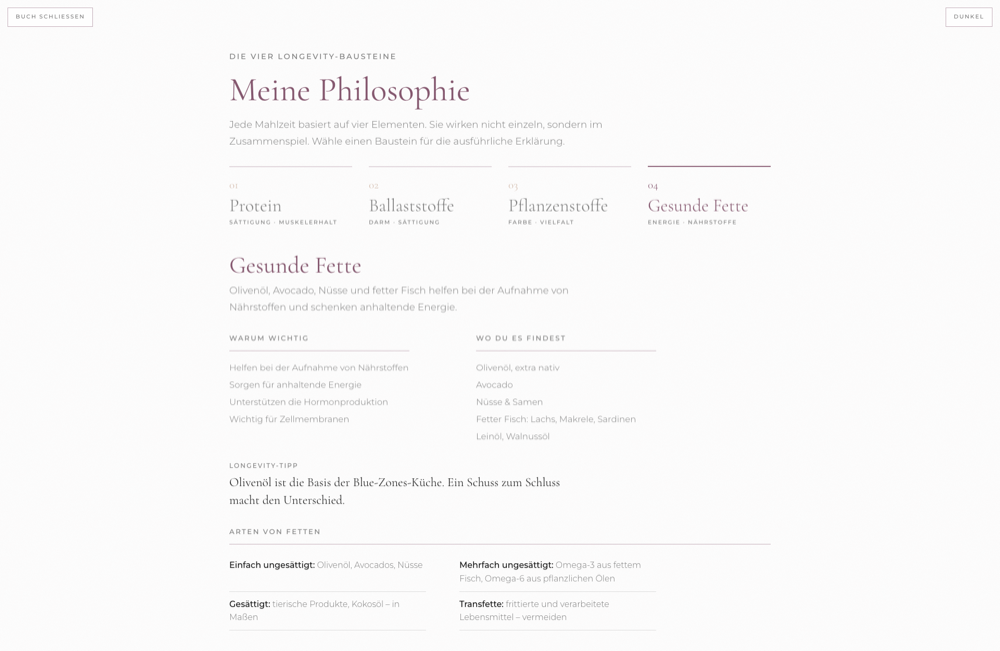 BUCH SCHLIESSEN
DUNKEL
DIE VIER LONGEVITY-BAUSTEINE
Meine Philosophie
Jede Mahlzeit basiert auf vier Elementen. Sie wirken nicht einzeln, sondern im
Zusammenspiel. Wähle einen Baustein für die ausführliche Erklärung.
01
Protein
SÄTTIGUNG · MUSKELERHALT
02
Ballaststoffe
DARM · SÄTTIGUNG
03
Pflanzenstoffe
FARBE · VIELFALT
04
Gesunde Fette
ENERGIE · NÄHRSTOFFE
Gesunde Fette
Olivenöl, Avocado, Nüsse und fetter Fisch helfen bei der Aufnahme von
Nährstoffen und schenken anhaltende Energie.
WARUM WICHTIG
Helfen bei der Aufnahme von Nährstoffen
Sorgen für anhaltende Energie
Unterstützen die Hormonproduktion
Wichtig für Zellmembranen
WO DU ES FINDEST
Olivenöl, extra nativ
Avocado
Nüsse & Samen
Fetter Fisch: Lachs, Makrele, Sardinen
Leinöl, Walnussöl
LONGEVITY-TIPP
Olivenöl ist die Basis der Blue-Zones-Küche. Ein Schuss zum Schluss
macht den Unterschied.
ARTEN VON FETTEN
Einfach ungesättigt: Olivenöl, Avocados, Nüsse
Mehrfach ungesättigt: Omega-3 aus fettem
Fisch, Omega-6 aus pflanzlichen Ölen
Gesättigt: tierische Produkte, Kokosöl – in
Maßen
Transfette: frittierte und verarbeitete
Lebensmittel – vermeiden